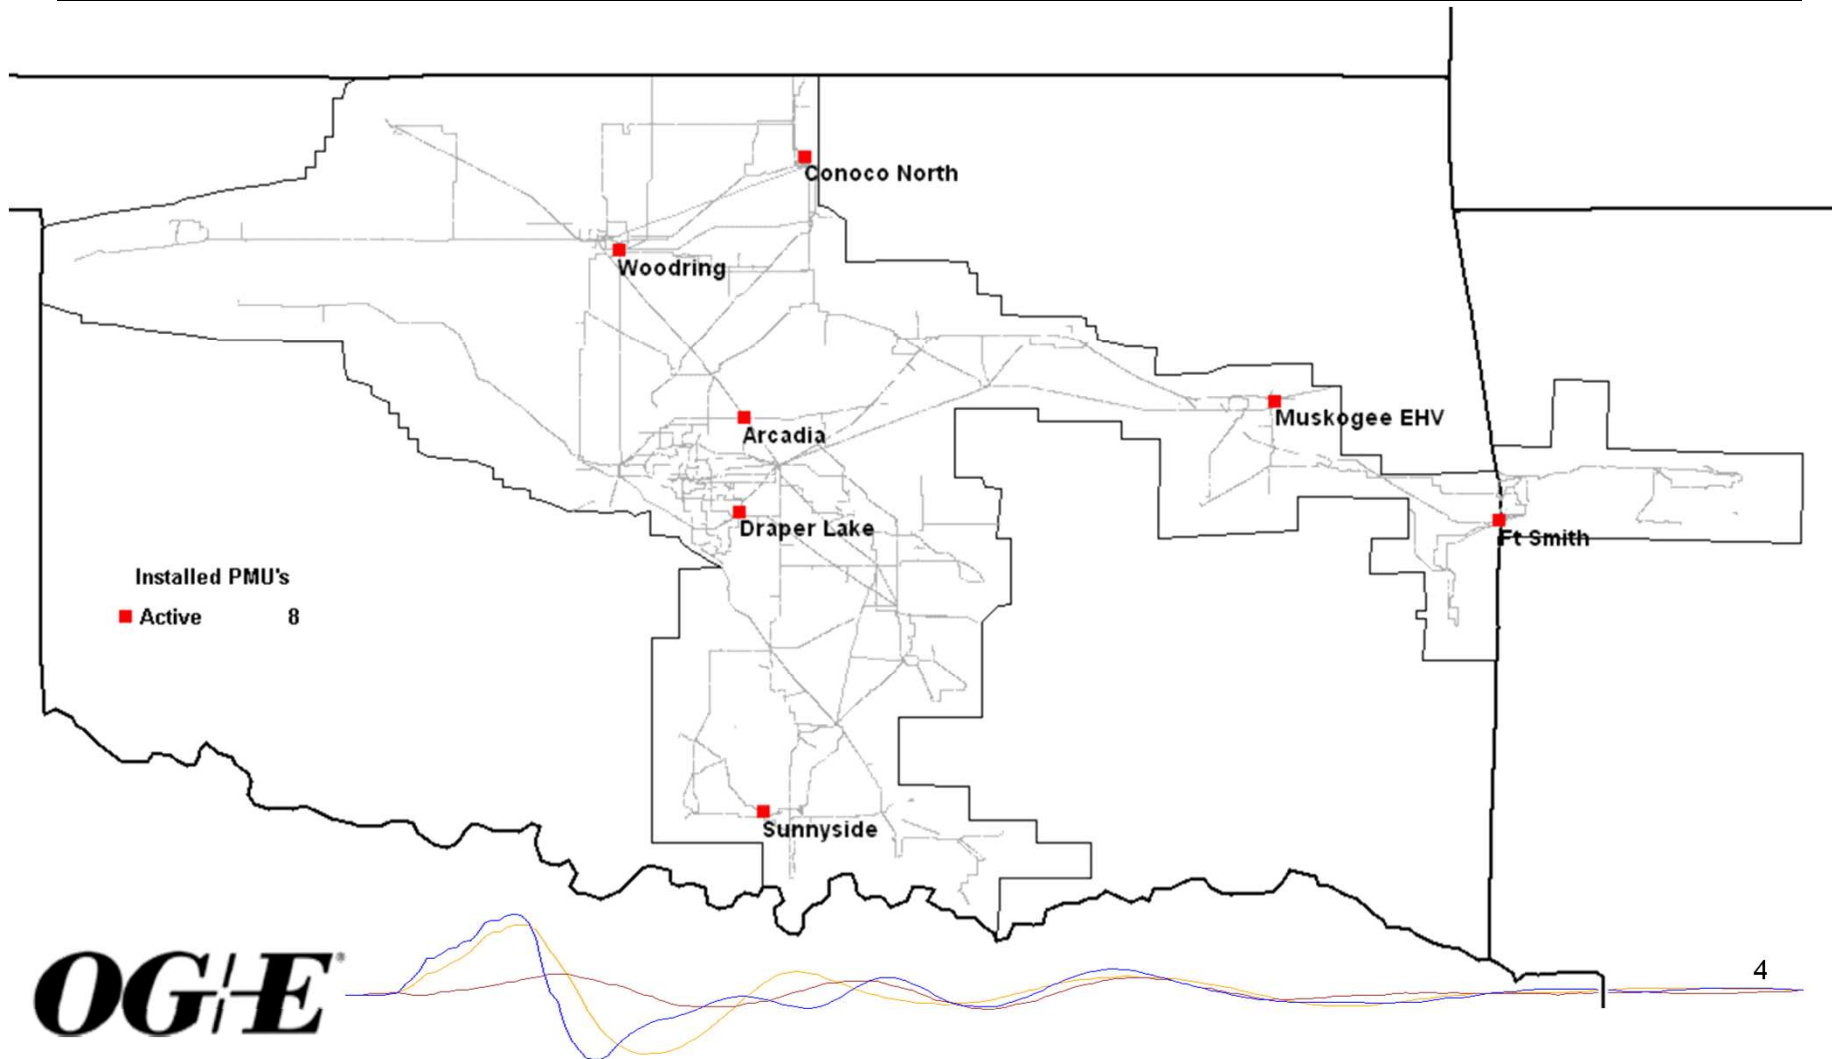 Conoco North
Woodring
Muskogee EHV
Arcadia
Draper Lake
Ft Smith
Installed PMU's
Active 8
Sunnyside
OG+E®
4